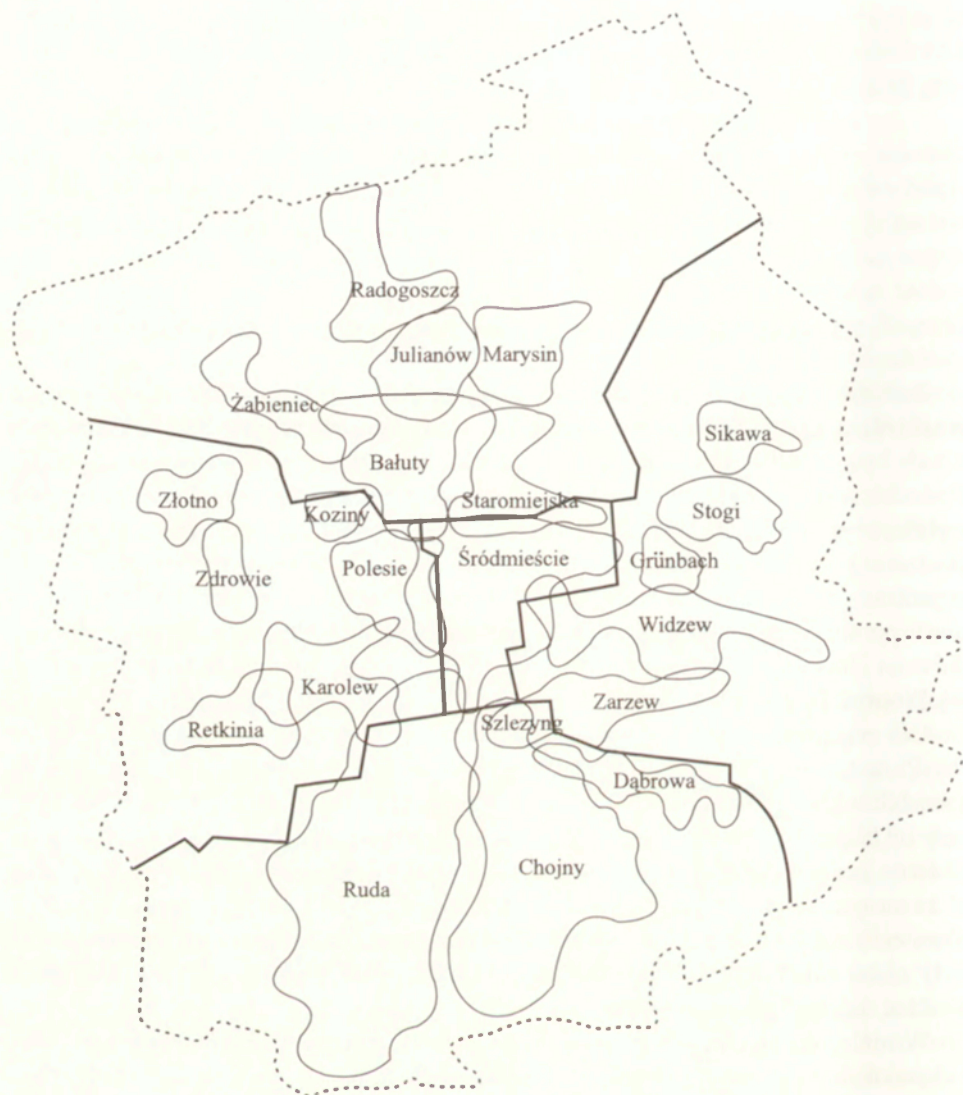 Radogoszcz
Julianów
Marysin
Żabieniec
Sikawa
Bałuty
Złotno
Staromiejska
Koziny
Stogi
Śródmieście
Grünbach
Polesie
Zdrowie
Widzew
Karolew
Zarzew
Retkinia
Szlezyng
Dąbrowa
Chojny
Ruda